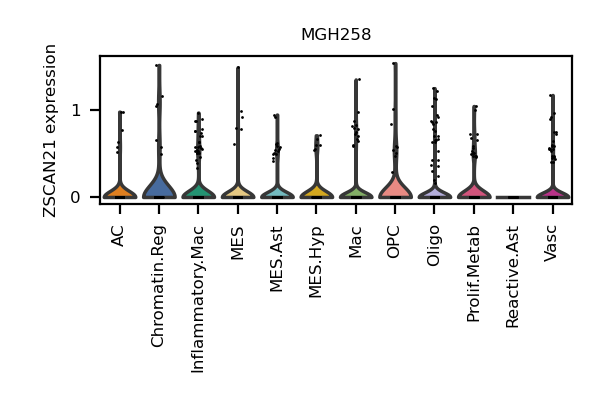 MGH258
ZSCAN21 expression
1
0
AC
Chromatin.Reg
Inflammatory.Mac
MES
MES.Ast
MES.Hyp
Mac
OPC
Oligo
Prolif.Metab
Reactive.Ast
Vasc